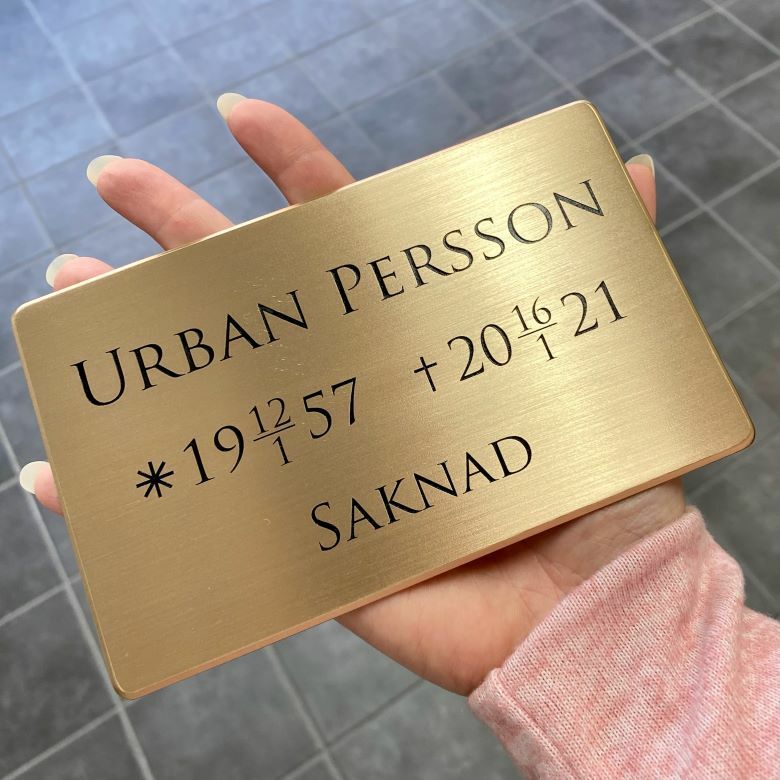 URBAN PERSSON
*19 12/1 57 †20 16/1 21
SAKNAD